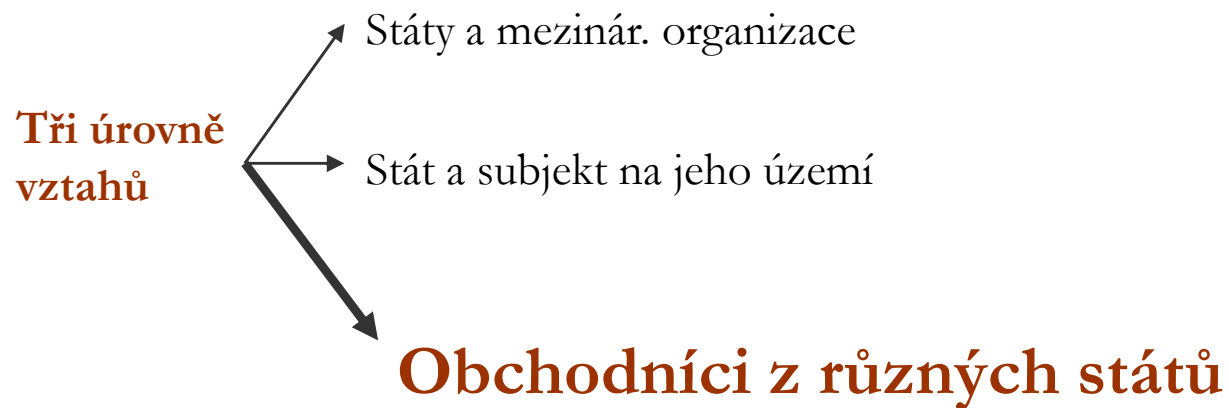 Státy a mezinár. organizace
Tři úrovně
vztahů
Stát a subjekt na jeho území
Obchodníci z různých států